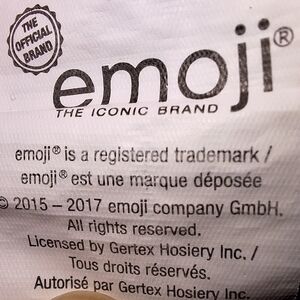 THE
OFFICIAL
BRAND
emoji®
THE ICONIC BRAND
emoji® is a registered trademark /
emoji® est une marque déposée
© 2015 – 2017 emoji company GmbH.
All rights reserved.
Licensed by Gertex Hosiery Inc. /
Tous droits réservés.
Autorisé par Gertex Hosiery Inc.